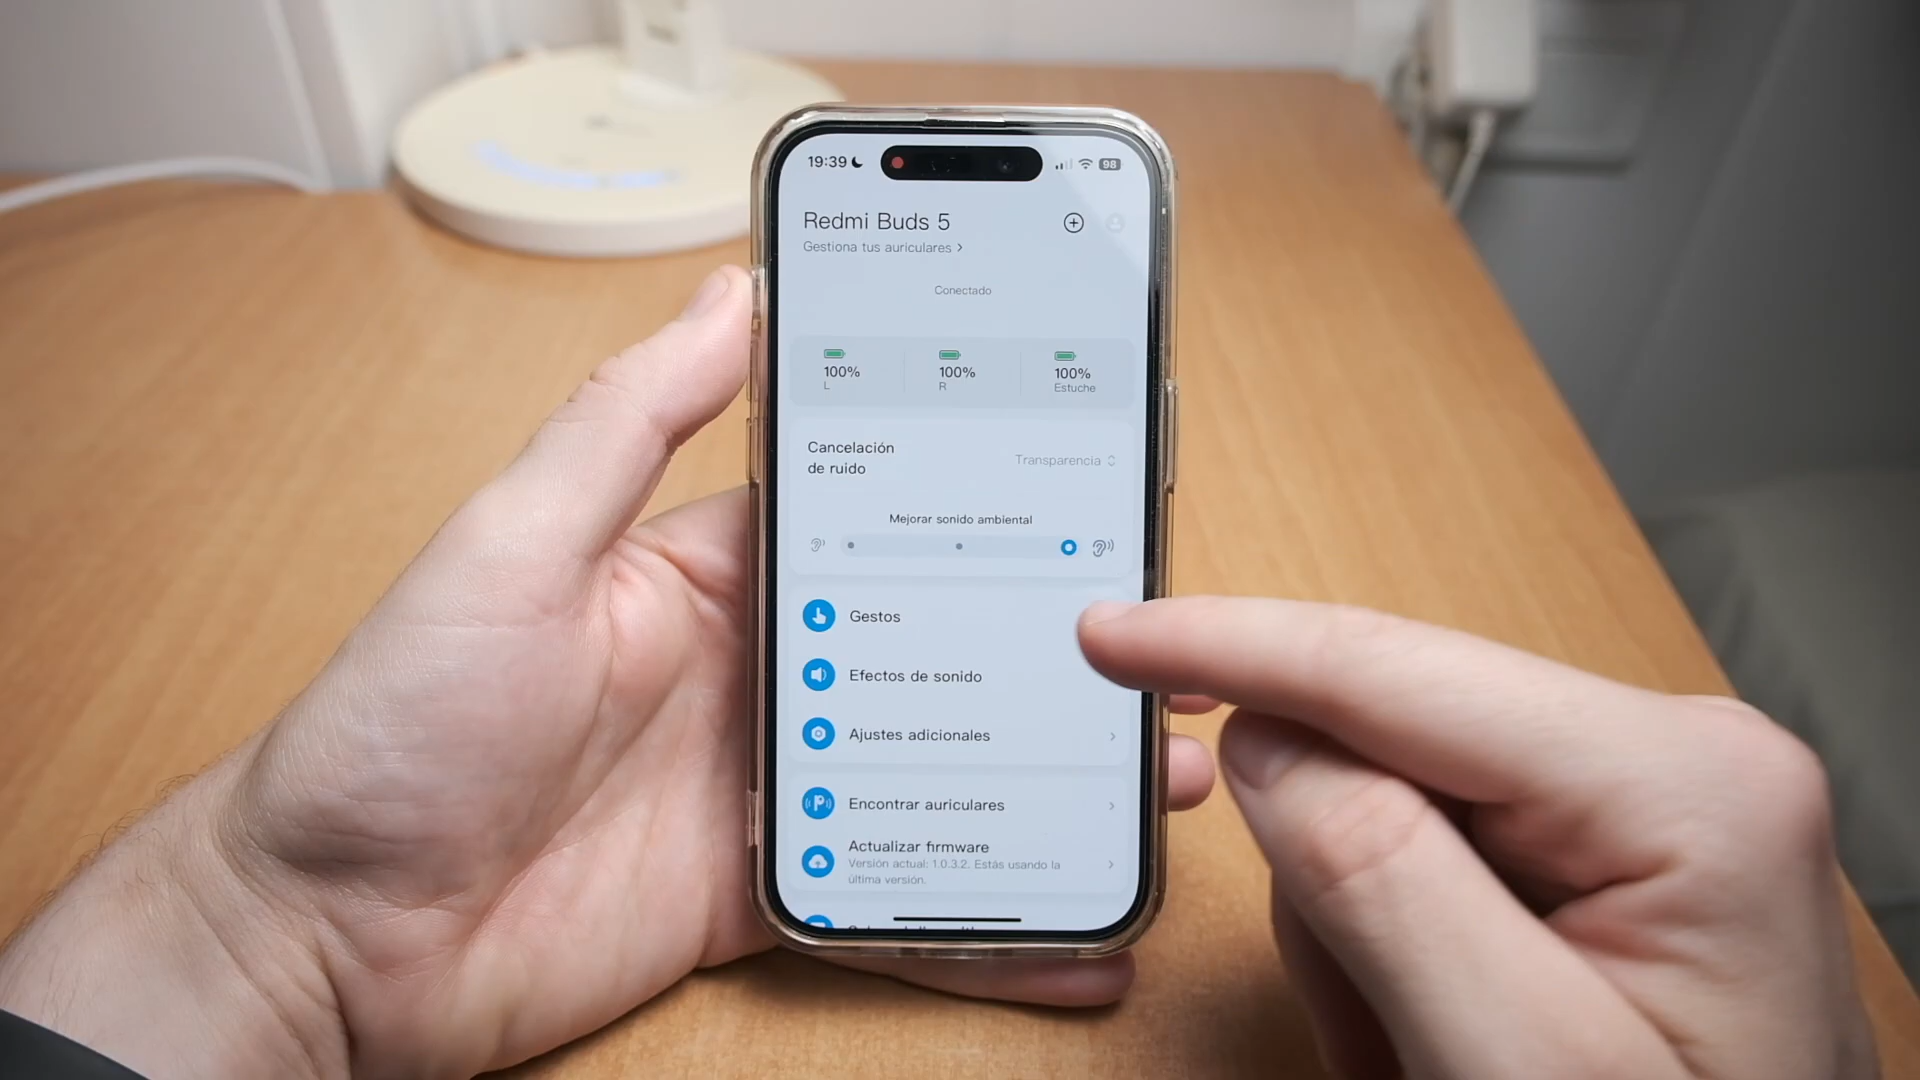 19:39
98
Redmi Buds 5
Gestiona tus auriculares >
Conectado
100%
L
100%
R
100%
Estuche
Cancelación
de ruido
Transparencia
Mejorar sonido ambiental
Gestos
Efectos de sonido
Ajustes adicionales
Encontrar auriculares
Actualizar firmware
Versión actual: 1.0.3.2. Estás usando la
última versión.